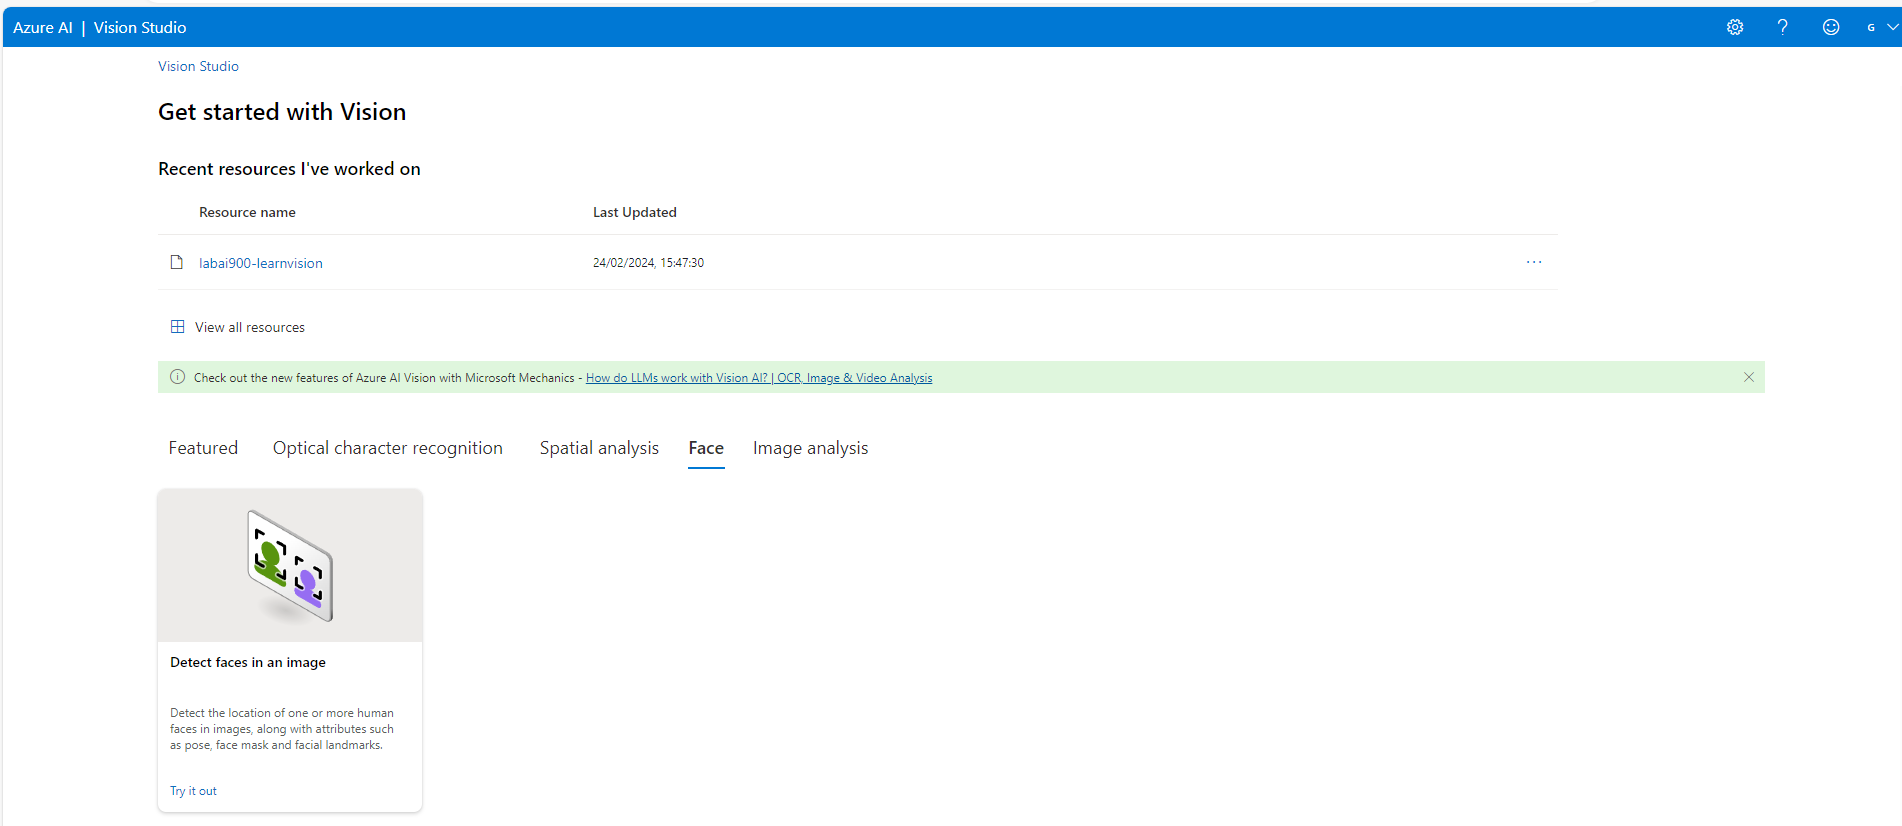 Azure AI | Vision Studio
G
Vision Studio
Get started with Vision
Recent resources I've worked on
Resource name Last Updated
labai900-learnvision 24/02/2024, 15:47:30 ...
View all resources
Check out the new features of Azure AI Vision with Microsoft Mechanics - How do LLMs work with Vision AI? | OCR, Image & Video Analysis
Featured Optical character recognition Spatial analysis Face Image analysis
Detect faces in an image
Detect the location of one or more human
faces in images, along with attributes such
as pose, face mask and facial landmarks.
Try it out